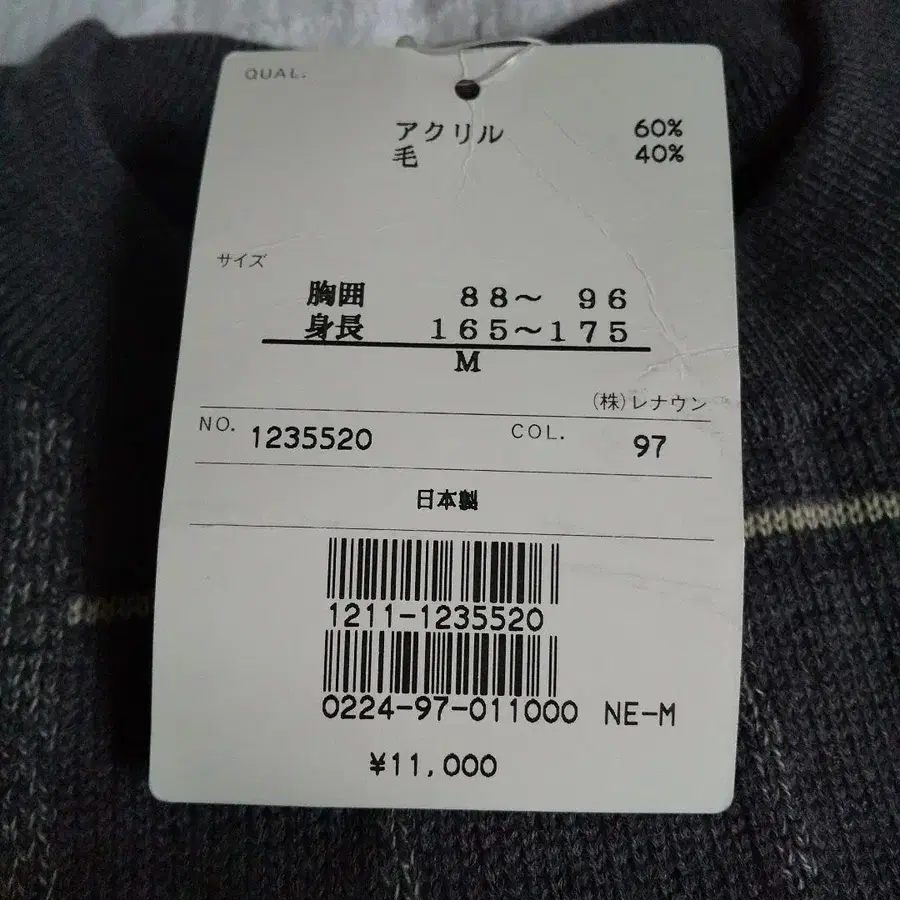 QUAL.
アクリル 60%
毛 40%
サイズ
胸囲 88～ 96
身長 165～175
M
(株)レナウン
NO. 1235520 COL. 97
日本製
1211-1235520
0224-97-011000 NE-M
¥11,000